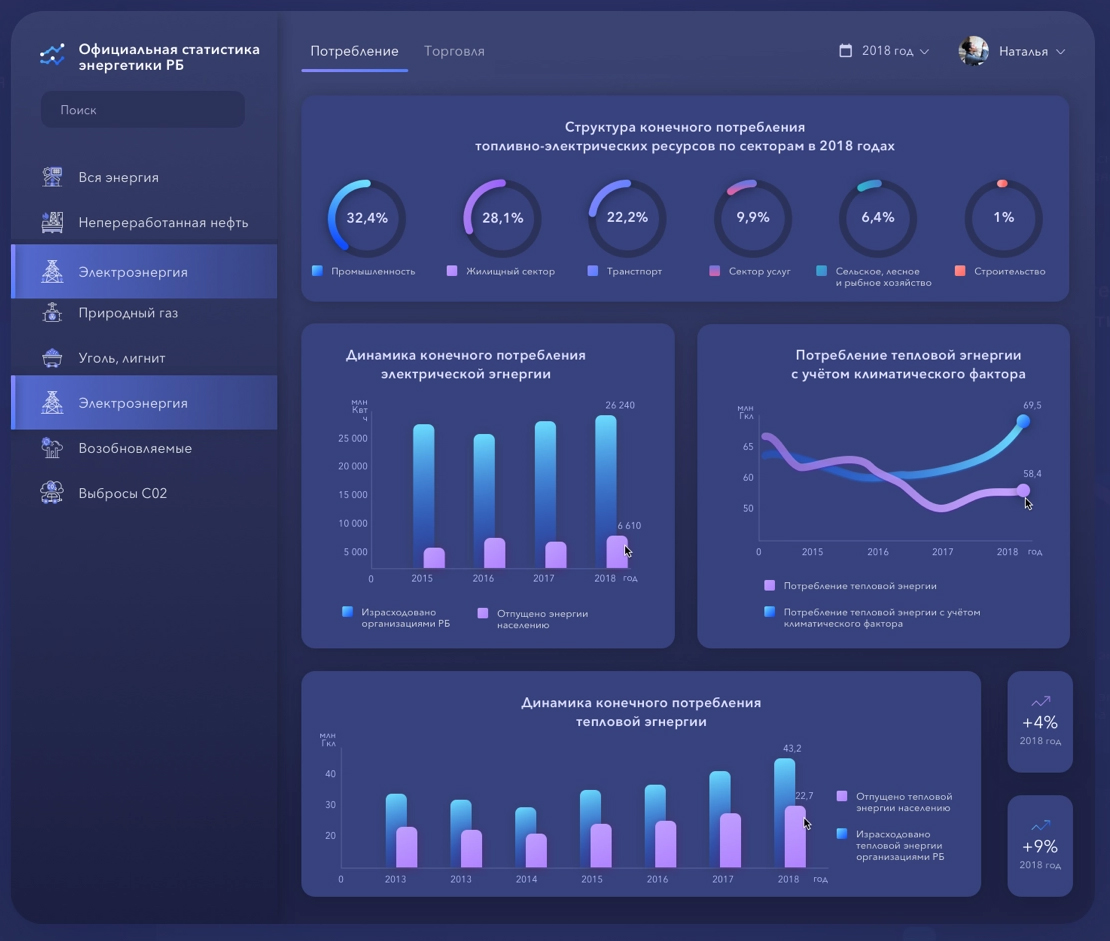 Официальная статистика
энергетики РБ
Поиск
Вся энергия
Непереработанная нефть
Электроэнергия
Природный газ
Уголь, лигнит
Электроэнергия
Возобновляемые
Выбросы С02
Потребление
Торговля
2018 год
Наталья
Структура конечного потребления
топливно-электрических ресурсов по секторам в 2018 годах
32,4%
28,1%
22,2%
9,9%
6,4%
1%
Промышленность
Жилищный сектор
Транстпорт
Сектор услуг
Сельское, лесное
и рыбное хозяйство
Строительство
Динамика конечного потребления
электрической эгнергии
млн
Квт
ч
26 240
25 000
20 000
15 000
10 000
5 000
6 610
0
2015
2016
2017
2018
год
Израсходовано
организациями РБ
Отпущено энергии
населению
Потребление тепловой эгнергии
с учётом климатического фактора
млн
Гкл
69,5
65
60
58,4
50
0
2015
2016
2017
2018
год
Потребление тепловой энергии
Потребление тепловой энергии с учётом
климатического фактора
Динамика конечного потребления
тепловой эгнергии
млн
Гкл
43,2
40
30
22,7
20
0
2013
2013
2014
2015
2016
2017
2018
год
Отпущено тепловой
энергии населению
Израсходовано
тепловой энергии
организациями РБ
+4%
2018 год
+9%
2018 год